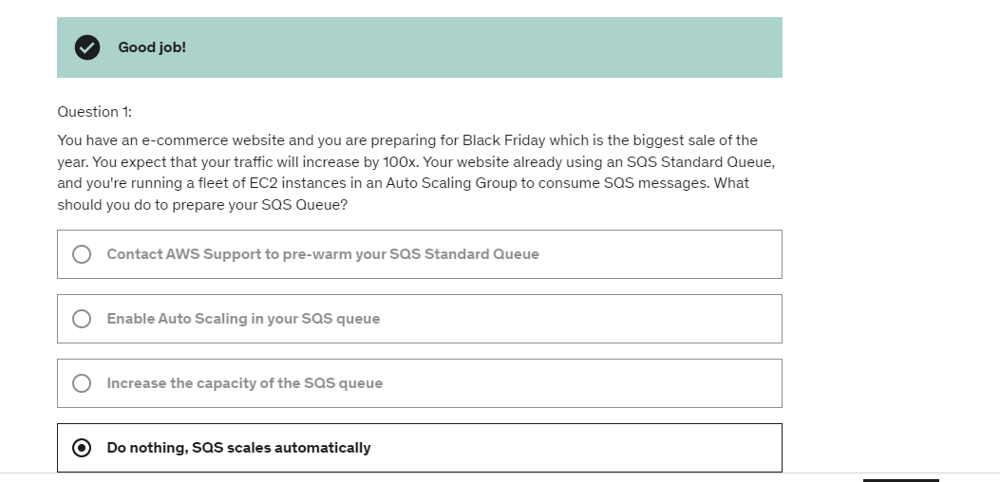 Good job!
Question 1:
You have an e-commerce website and you are preparing for Black Friday which is the biggest sale of the
year. You expect that your traffic will increase by 100x. Your website already using an SQS Standard Queue,
and you're running a fleet of EC2 instances in an Auto Scaling Group to consume SQS messages. What
should you do to prepare your SQS Queue?
Contact AWS Support to pre-warm your SQS Standard Queue
Enable Auto Scaling in your SQS queue
Increase the capacity of the SQS queue
Do nothing, SQS scales automatically